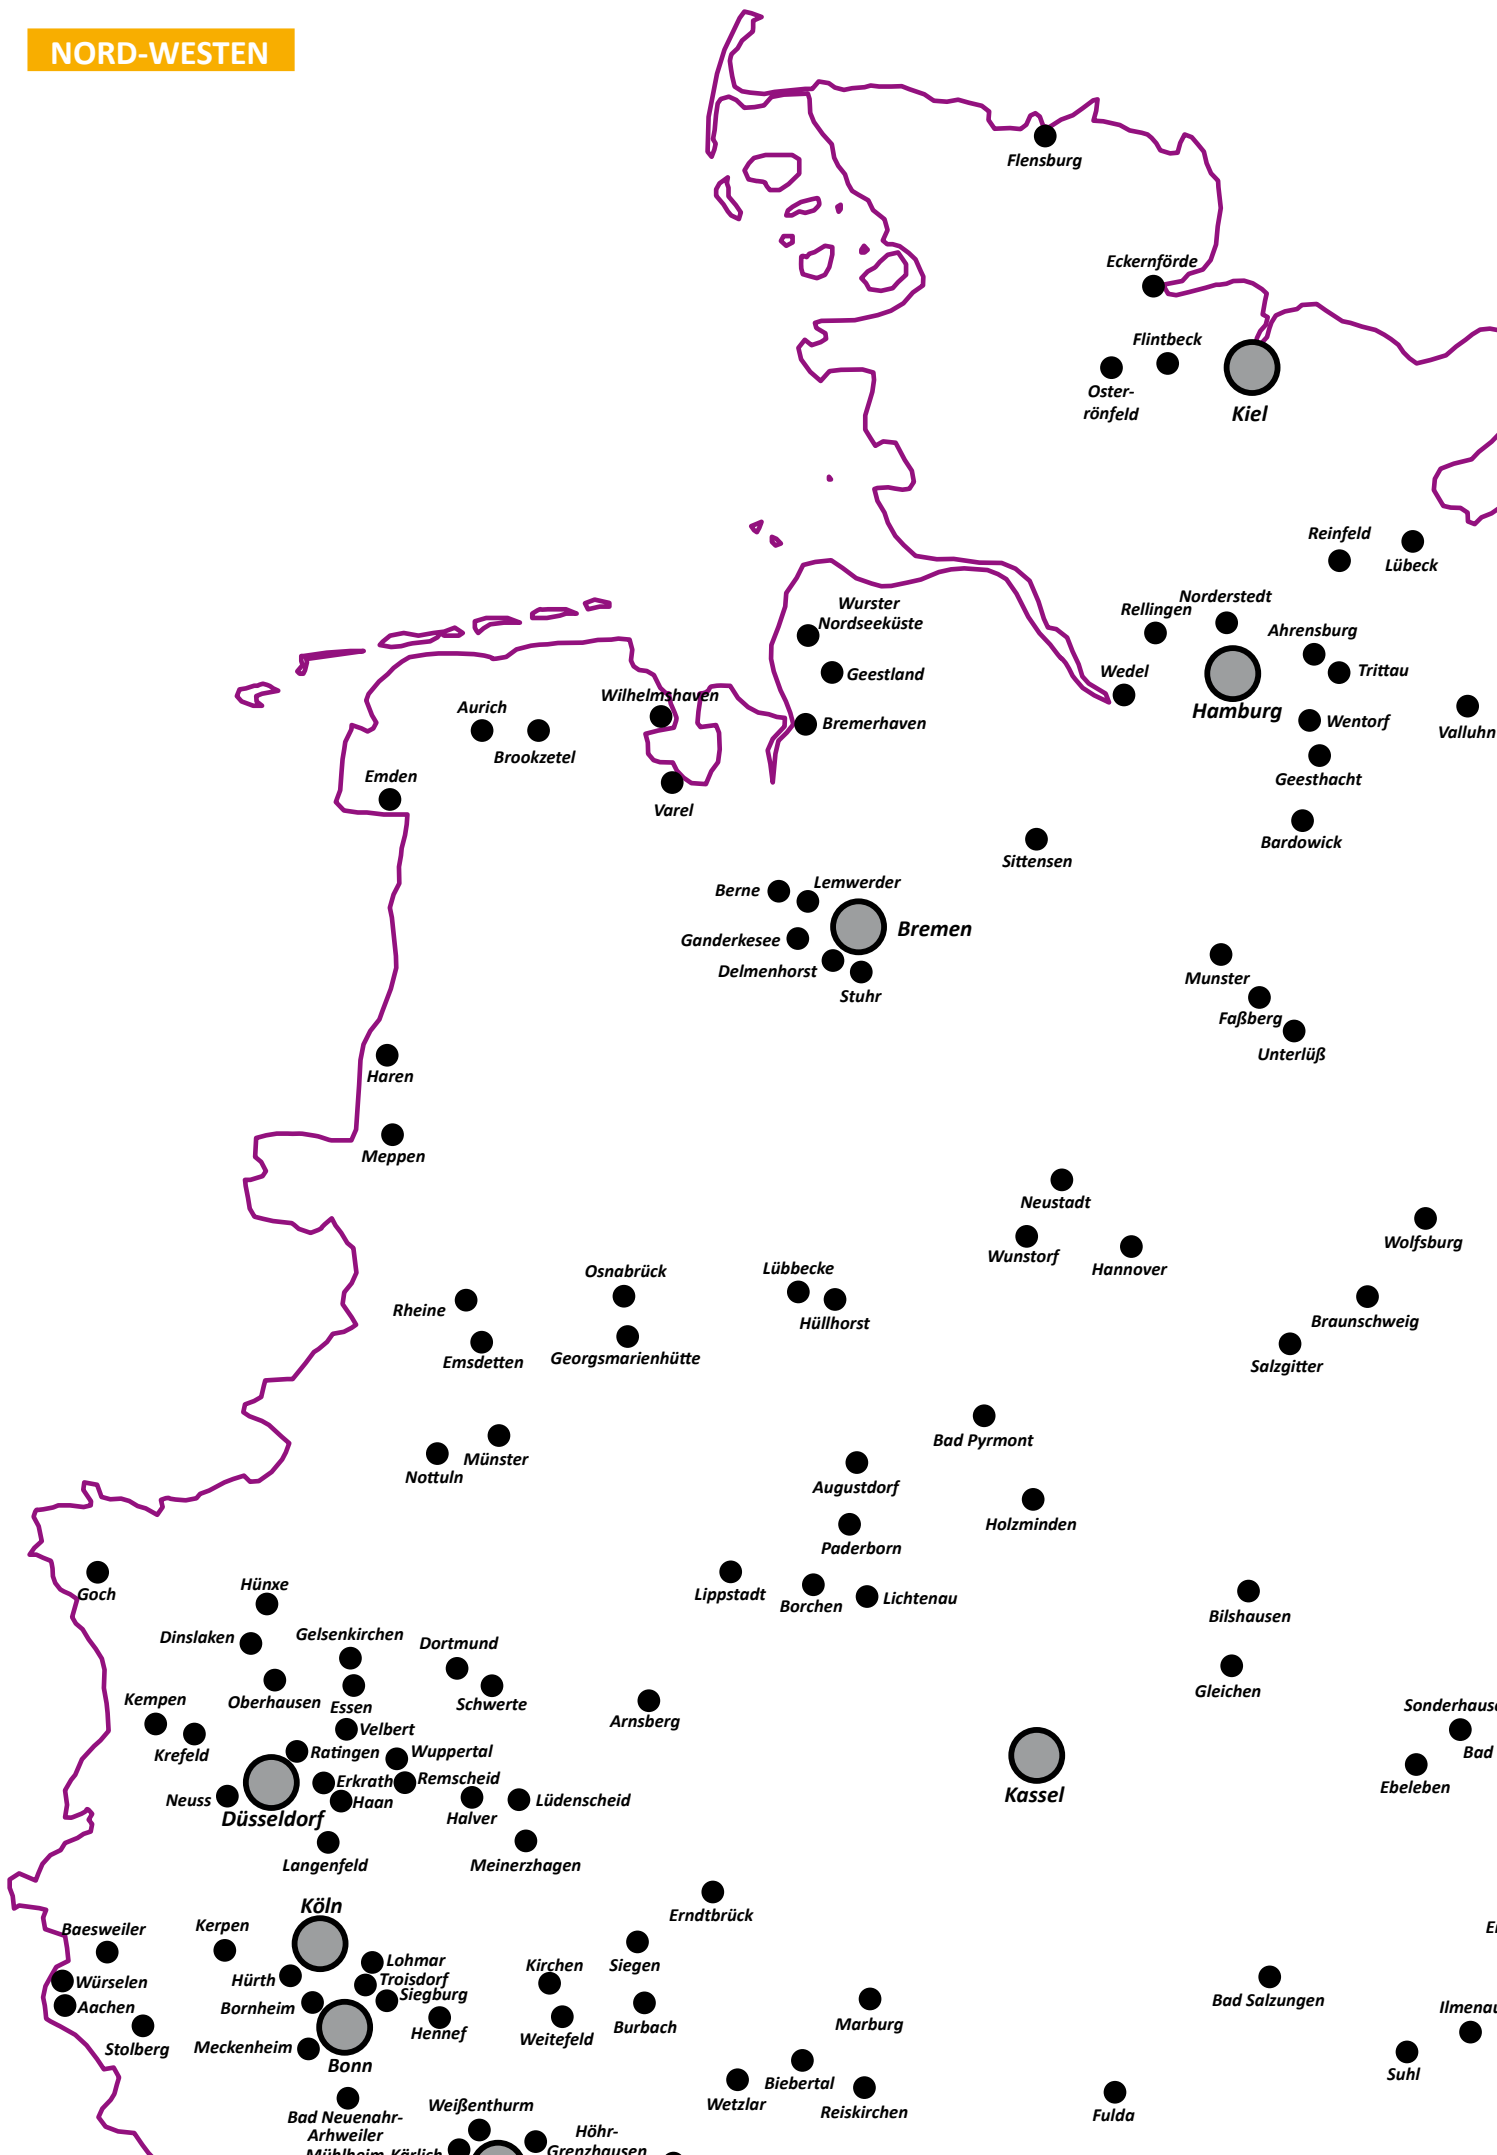 NORD-WESTEN
Flensburg
Eckernförde
Flintbeck
Oster-
rönfeld
Kiel
Reinfeld
Lübeck
Norderstedt
Rellingen
Wurster
Nordseeküste
Ahrensburg
Trittau
Wedel
Geestland
Hamburg
Wilhelmshaven
Aurich
Bremerhaven
Wentorf
Valluhn
Brookzetel
Emden
Geesthacht
Varel
Bardowick
Sittensen
Lemwerder
Berne
Bremen
Ganderkesee
Delmenhorst
Stuhr
Munster
Faßberg
Unterlüß
Haren
Meppen
Neustadt
Wunstorf
Hannover
Wolfsburg
Osnabrück
Lübbecke
Rheine
Hüllhorst
Braunschweig
Emsdetten
Georgsmarienhütte
Salzgitter
Bad Pyrmont
Münster
Nottuln
Augustdorf
Holzminden
Paderborn
Goch
Hünxe
Lippstadt
Borchen
Lichtenau
Bilshausen
Dinslaken
Gelsenkirchen
Dortmund
Gleichen
Kempen
Oberhausen
Essen
Schwerte
Arnsberg
Sonderhaus
Velbert
Krefeld
Ratingen
Wuppertal
Bad
Erkrath
Remscheid
Kassel
Ebeleben
Neuss
Haan
Düsseldorf
Halver
Lüdenscheid
Langenfeld
Meinerzhagen
Köln
Erndtbrück
Baesweiler
Kerpen
Lohmar
Kirchen
Siegen
Würselen
Hürth
Troisdorf
Siegburg
Bad Salzungen
Aachen
Bornheim
Ilmenau
Stolberg
Meckenheim
Hennef
Weitefeld
Burbach
Marburg
Bonn
Suhl
Biebertal
Wetzlar
Reiskirchen
Fulda
Weißenthurm
Bad Neuenahr-
Arhweiler
Höhr-
Grenzhausen
Mühlheim-Kärlich